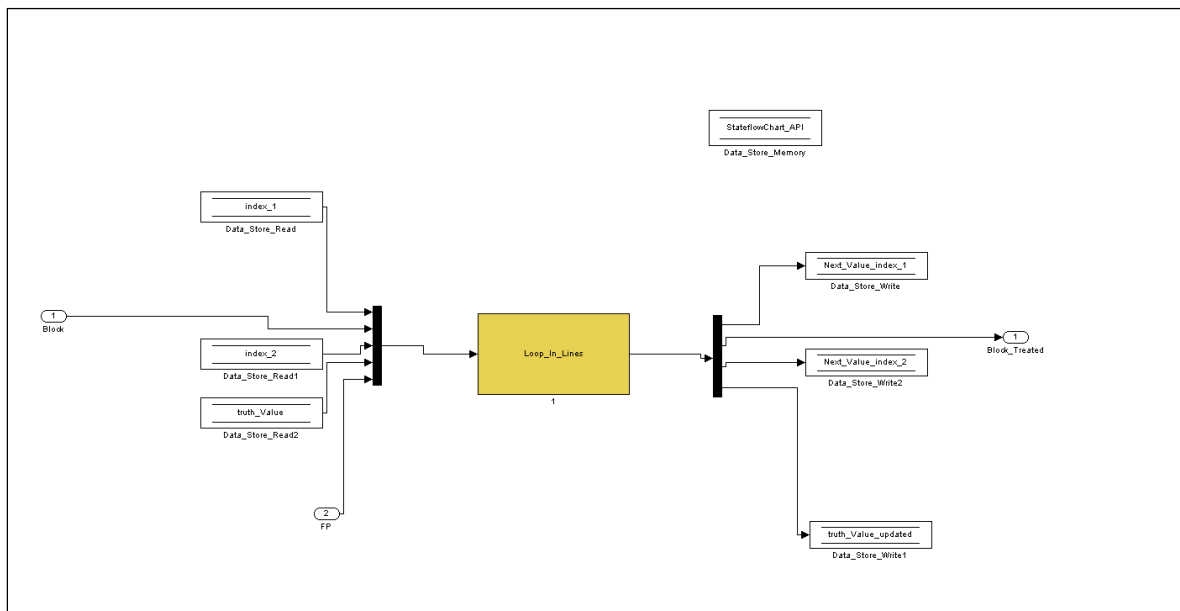 StateflowChart_API
Data_Store_Memory
index_1
Data_Store_Read
1
Block
index_2
Data_Store_Read1
truth_Value
Data_Store_Read2
2
FP
Loop_In_Lines
1
Next_Value_index_1
Data_Store_Write
1
Block_Treated
Next_Value_index_2
Data_Store_Write2
truth_Value_updated
Data_Store_Write1